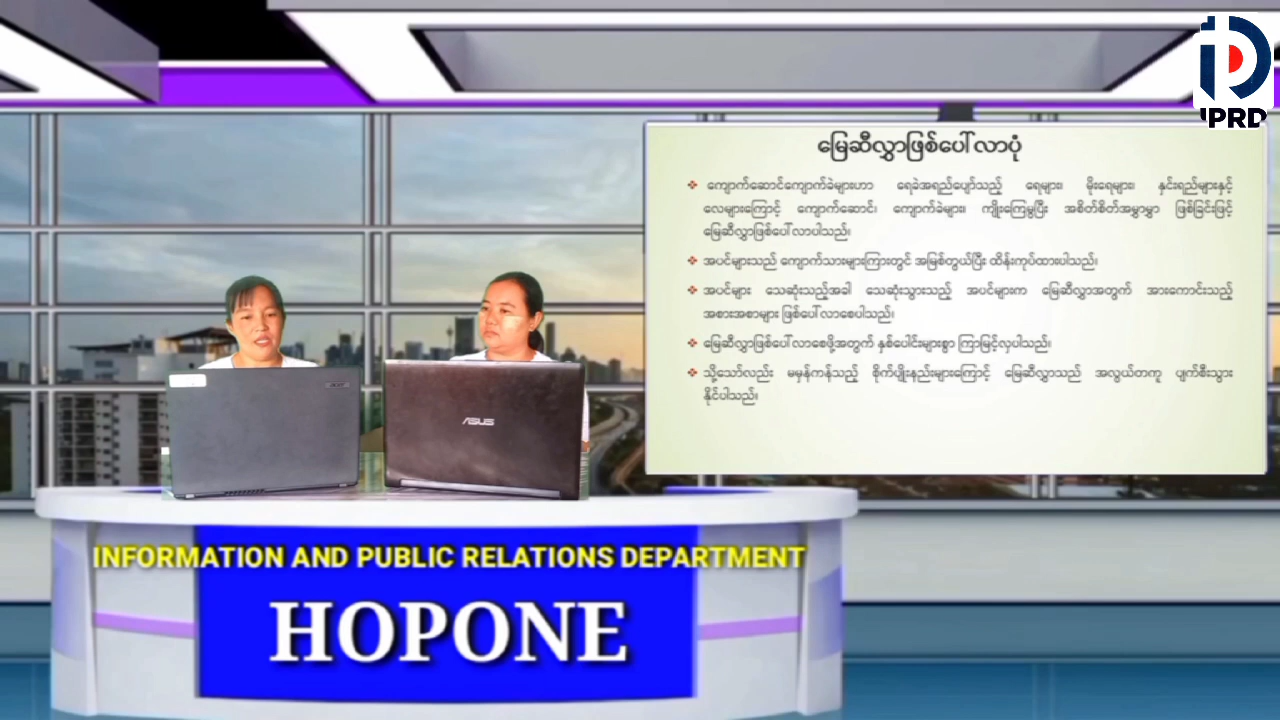 IPRD
မြေဆီလွှာဖြစ်ပေါ်လာပုံ
❖ ကျောက်ဆောင်ကျောက်ခဲများဟာ ရေခဲအရည်ပျော်သည့် ရေများ၊ မိုးရေများ၊ နှင်းရည်များနှင့်
လေများကြောင့် ကျောက်ဆောင်၊ ကျောက်ခဲများ၊ ကျိုးကြေမွပြီး အစိတ်စိတ်အမွှာမွှာ ဖြစ်ခြင်းဖြင့်
မြေဆီလွှာဖြစ်ပေါ်လာပါသည်။
❖ အပင်များသည် ကျောက်သားများကြားတွင် အမြစ်တွယ်ပြီး ထိန်းကုပ်ထားပါသည်။
❖ အပင်များ သေဆုံးသည့်အခါ သေဆုံးသွားသည့် အပင်များက မြေဆီလွှာအတွက် အားကောင်းသည့်
အစားအစာများ ဖြစ်ပေါ်လာစေပါသည်။
❖ မြေဆီလွှာဖြစ်ပေါ်လာစေဖို့အတွက် နှစ်ပေါင်းများစွာ ကြာမြင့်လှပါသည်။
❖ သို့သော်လည်း မမှန်ကန်သည့် စိုက်ပျိုးနည်းများကြောင့် မြေဆီလွှာသည် အလွယ်တကူ ပျက်စီးသွား
နိုင်ပါသည်။
acer
ASUS
INFORMATION AND PUBLIC RELATIONS DEPARTMENT
HOPONE